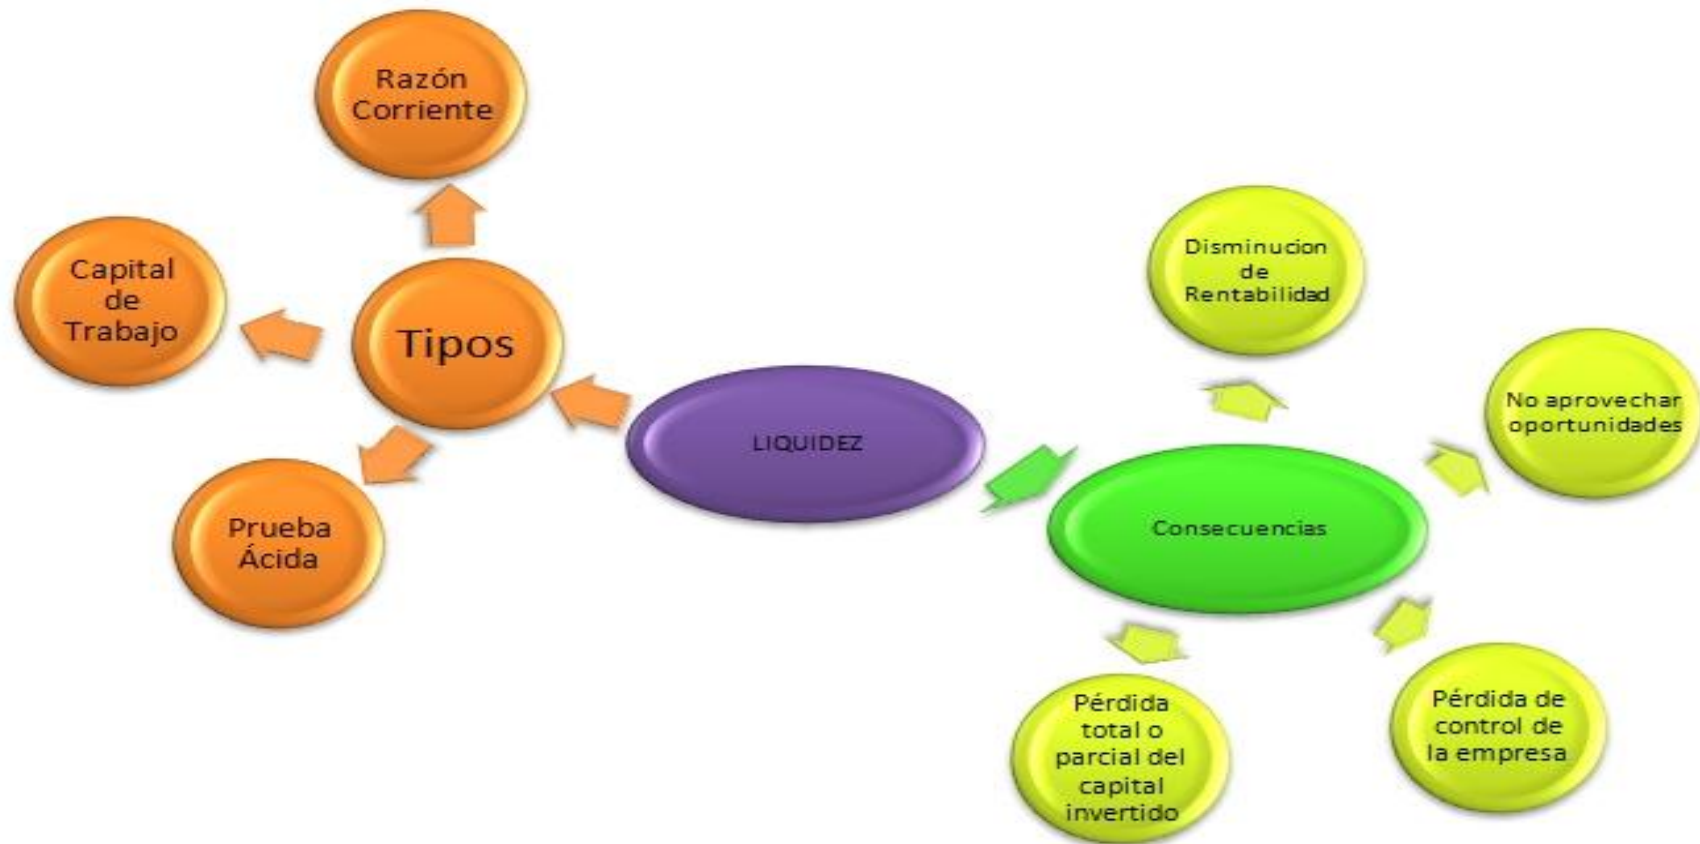 Razón
Corriente
Capital
de
Trabajo
Tipos
Prueba
Ácida
LIQUIDEZ
Disminucion
de
Rentabilidad
No aprovechar
oportunidades
Consecuencias
Pérdida
total o
parcial del
capital
invertido
Pérdida de
control de
la empresa